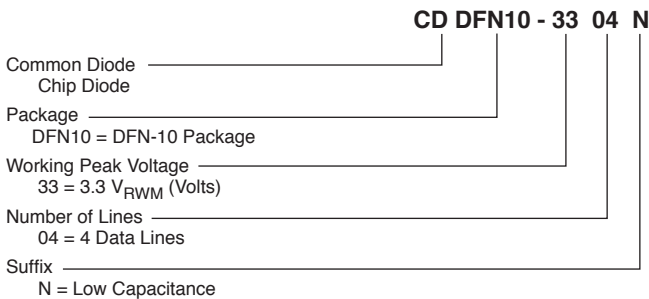 CD DFN10 - 33 04 N
Common Diode
Chip Diode
Package
DFN10 = DFN-10 Package
Working Peak Voltage
33 = 3.3 VRWM (Volts)
Number of Lines
04 = 4 Data Lines
Suffix
N = Low Capacitance